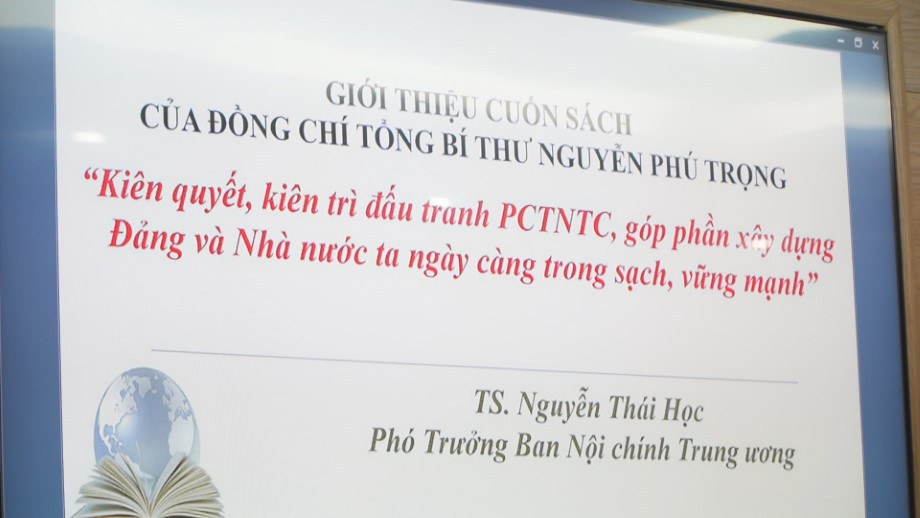 GIỚI THIỆU CUỐN SÁCH
CỦA ĐỒNG CHÍ TỔNG BÍ THƯ NGUYỄN PHÚ TRỌNG
“Kiên quyết, kiên trì đấu tranh PCTNTC, góp phần xây dựng
Đảng và Nhà nước ta ngày càng trong sạch, vững mạnh”
TS. Nguyễn Thái Học
Phó Trưởng Ban Nội chính Trung ương